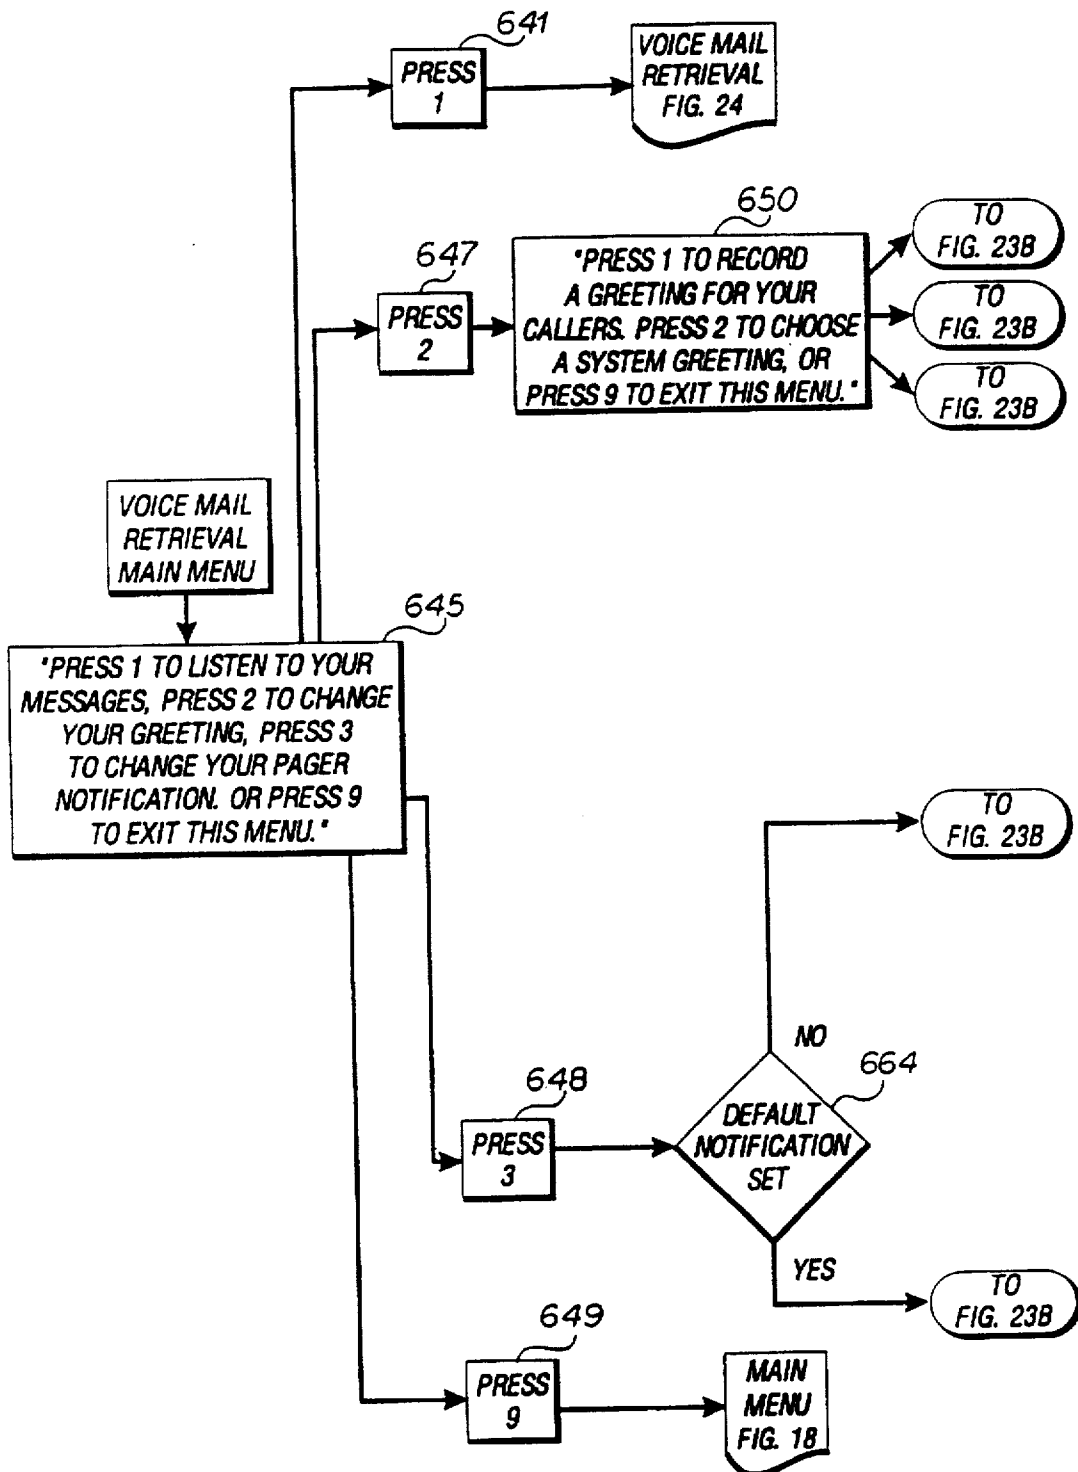 641
PRESS
1
VOICE MAIL
RETRIEVAL
FIG. 24
650
647
PRESS
2
"PRESS 1 TO RECORD
A GREETING FOR YOUR
CALLERS. PRESS 2 TO CHOOSE
A SYSTEM GREETING, OR
PRESS 9 TO EXIT THIS MENU."
TO
FIG. 23B
TO
FIG. 23B
TO
FIG. 23B
VOICE MAIL
RETRIEVAL
MAIN MENU
645
"PRESS 1 TO LISTEN TO YOUR
MESSAGES, PRESS 2 TO CHANGE
YOUR GREETING, PRESS 3
TO CHANGE YOUR PAGER
NOTIFICATION. OR PRESS 9
TO EXIT THIS MENU."
TO
FIG. 23B
NO
648
PRESS
3
664
DEFAULT
NOTIFICATION
SET
YES
TO
FIG. 23B
649
PRESS
9
MAIN
MENU
FIG. 18